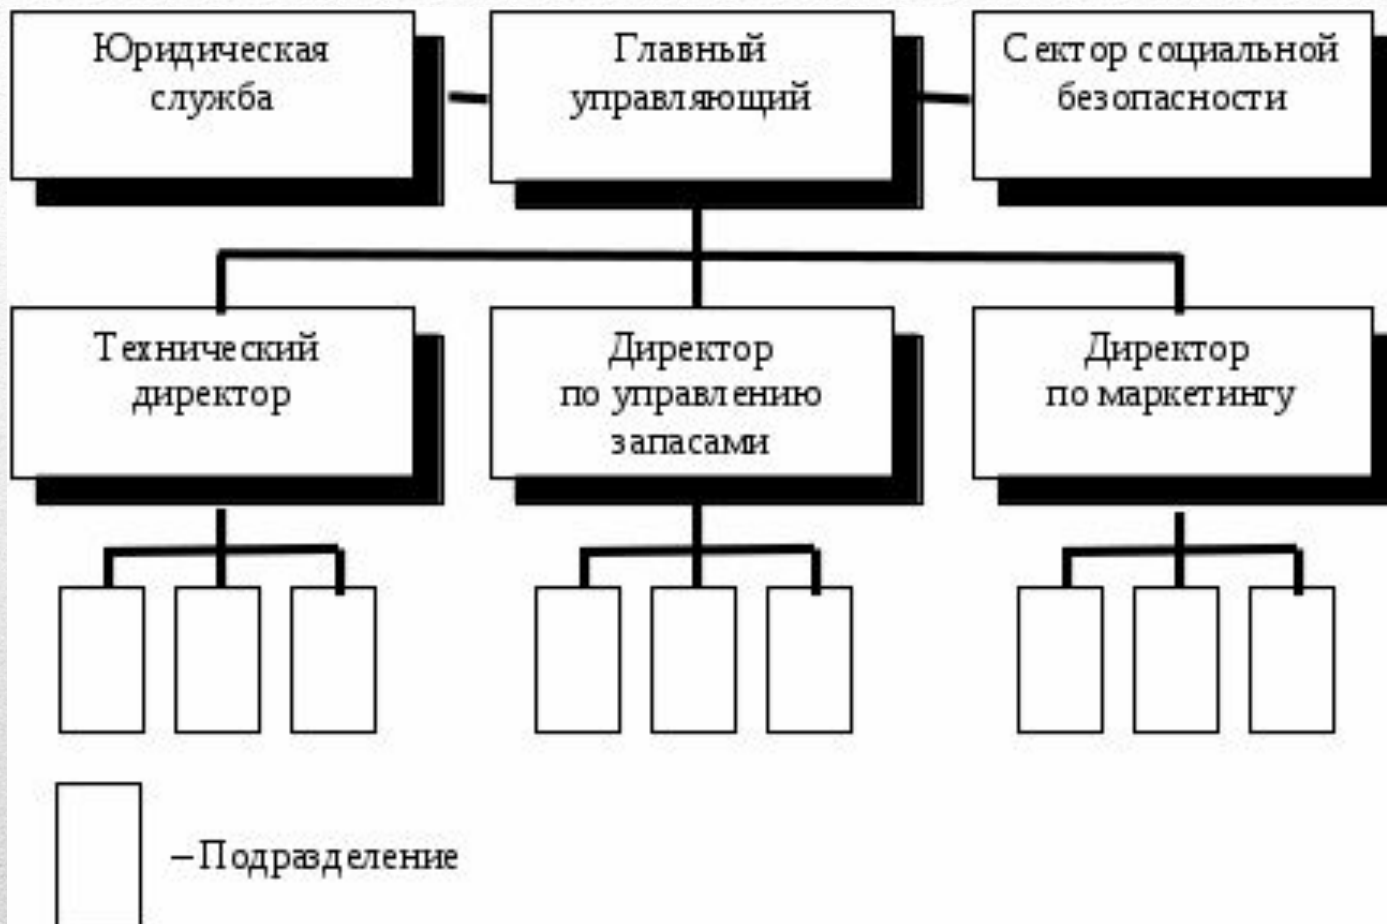 Юридическая
служба
Главный
управляющий
Сектор социальной
безопасности
Технический
директор
Директор
по управлению
запасами
Директор
по маркетингу
– Подразделение